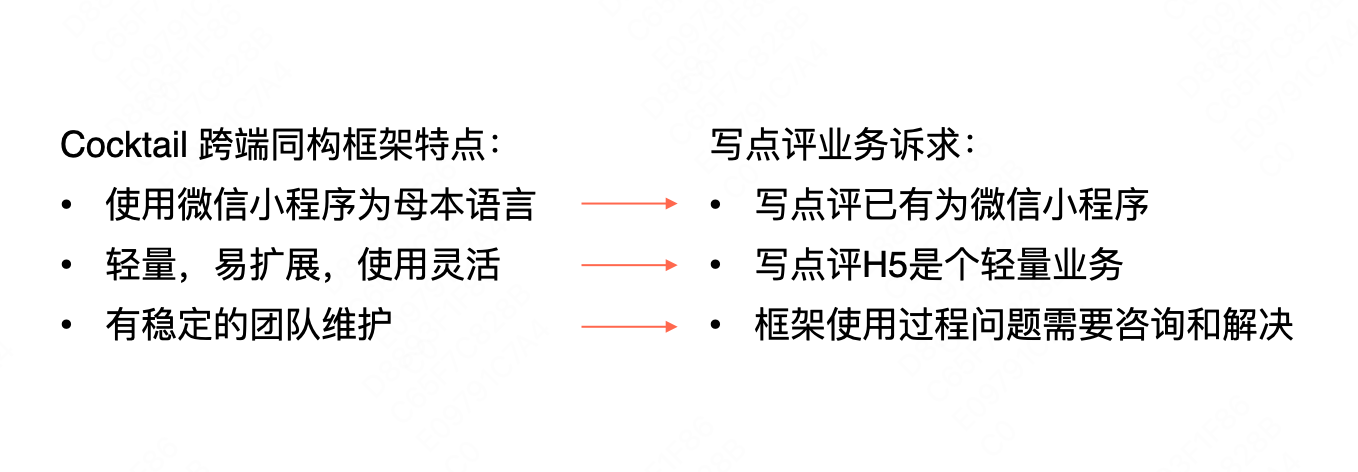 Cocktail 跨端同构框架特点：
• 使用微信小程序为母本语言
• 轻量，易扩展，使用灵活
• 有稳定的团队维护
写点评业务诉求：
• 写点评已有为微信小程序
• 写点评H5是个轻量业务
• 框架使用过程问题需要咨询和解决